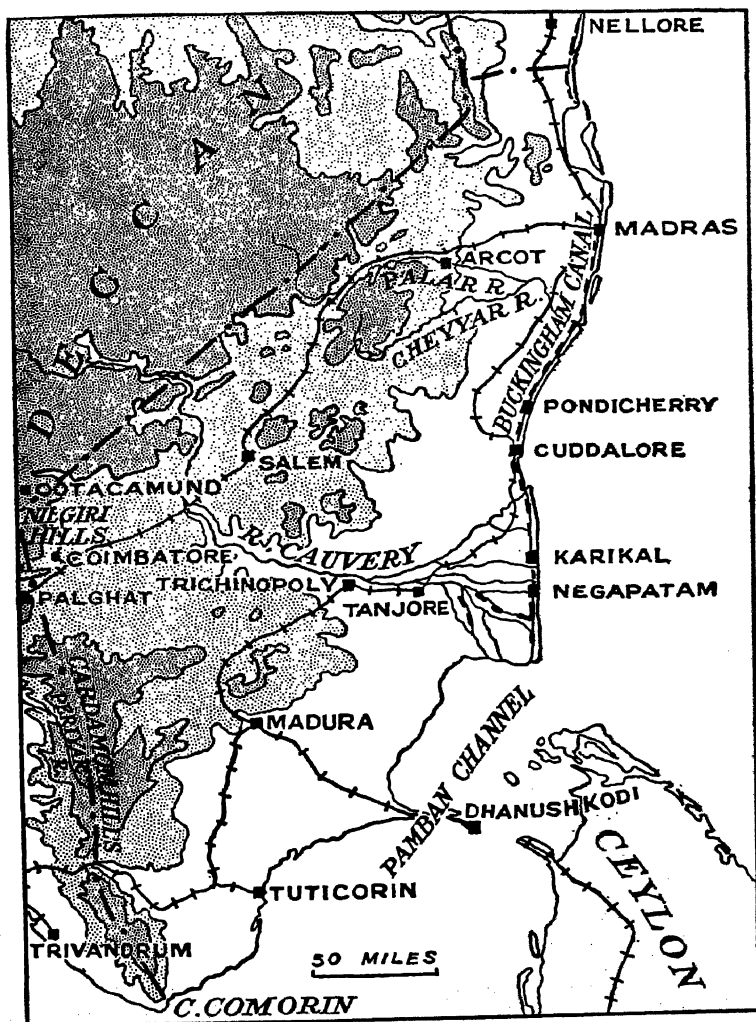 NELLORE
DECCAN
MADRAS
ARCOT
PALAR R.
CHEYYAR R.
BUCKINGHAM CANAL
PONDICHERRY
CUDDALORE
SALEM
OOTACAMUND
NILGIRI
HILLS
COIMBATORE
R. CAUVERY
KARIKAL
TRICHINOPOLY
PALGHAT
TANJORE
NEGAPATAM
CARDAMOM HILLS
MADURA
PAMBAN CHANNEL
DHANUSHKODI
CEYLON
TUTICORIN
TRIVANDRUM
50 MILES
C. COMORIN